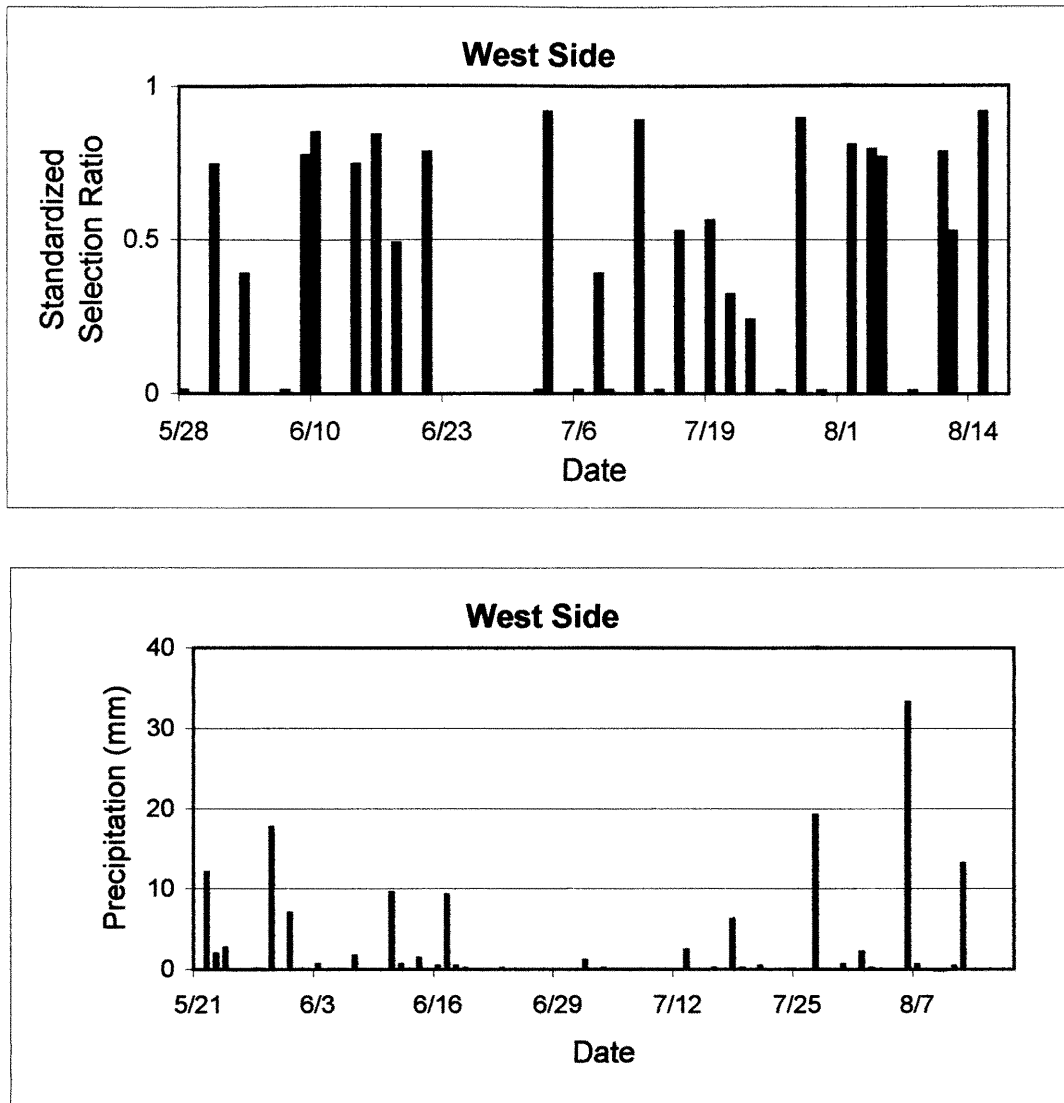 West Side
Standardized
Selection Ratio
1
0.5
0
5/28 6/10 6/23 7/6 7/19 8/1 8/14
Date
West Side
Precipitation (mm)
40
30
20
10
0
5/21 6/3 6/16 6/29 7/12 7/25 8/7
Date